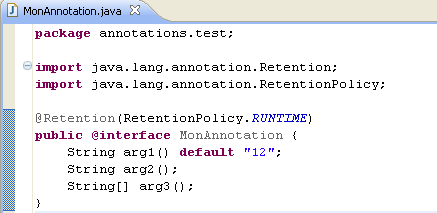 MonAnnotation.java
package annotations.test;
import java.lang.annotation.Retention;
import java.lang.annotation.RetentionPolicy;
@Retention(RetentionPolicy.RUNTIME)
public @interface MonAnnotation {
String arg1() default "12";
String arg2();
String[] arg3();
}